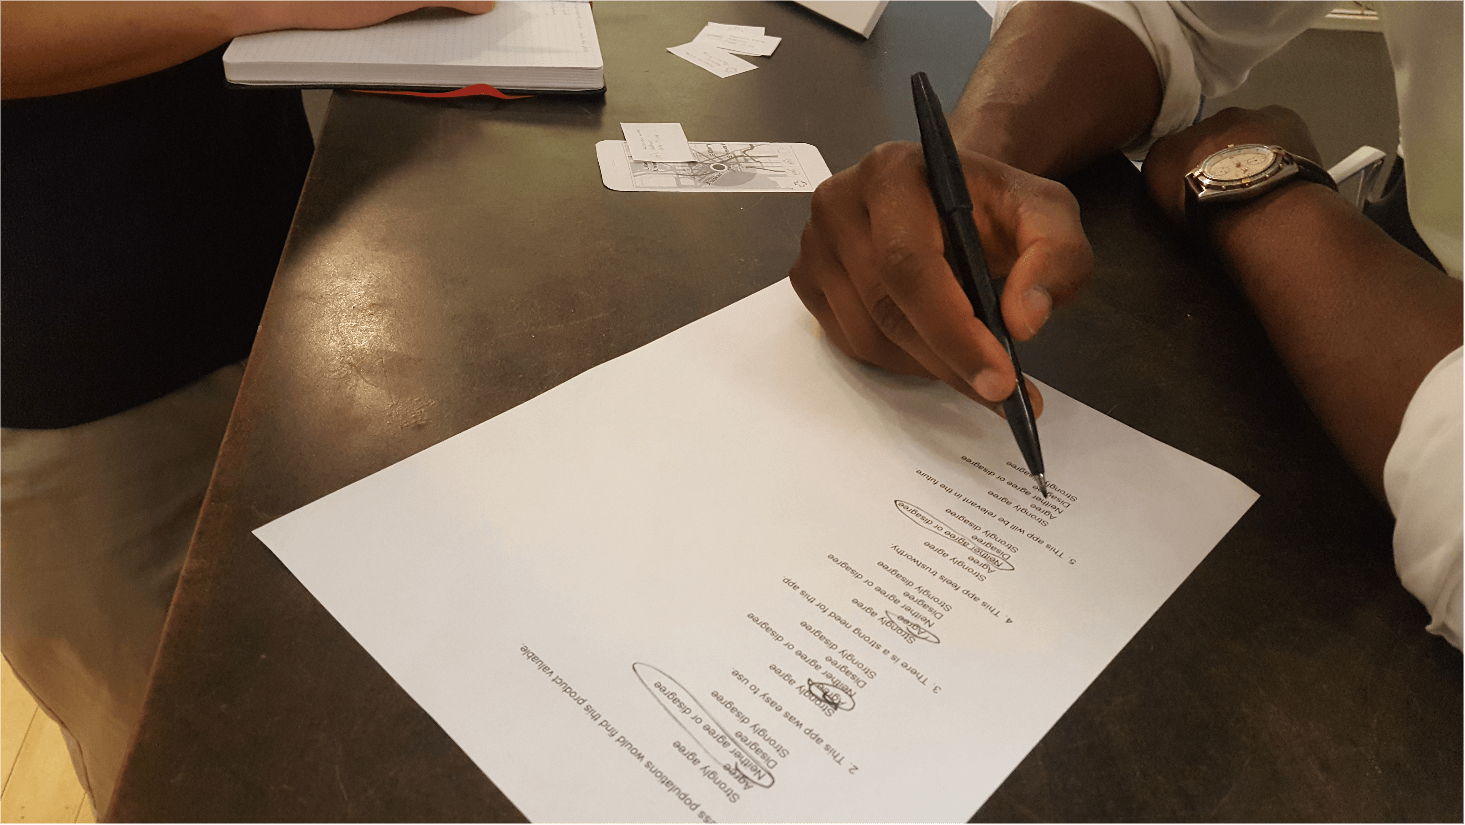 populations would find this product valuable.
Strongly agree
Agree
Neither agree or disagree
Disagree
Strongly disagree
2. This app was easy to use.
Strongly agree
Agree
Neither agree or disagree
Disagree
Strongly disagree
3. There is a strong need for this app
Strongly agree
Agree
Neither agree or disagree
Disagree
Strongly disagree
4. This app feels trustworthy.
Strongly agree
Agree
Neither agree or disagree
Disagree
Strongly disagree
5. This app will be relevant in the future
Strongly agree
Agree
Neither agree or disagree
Disagree
Strongly